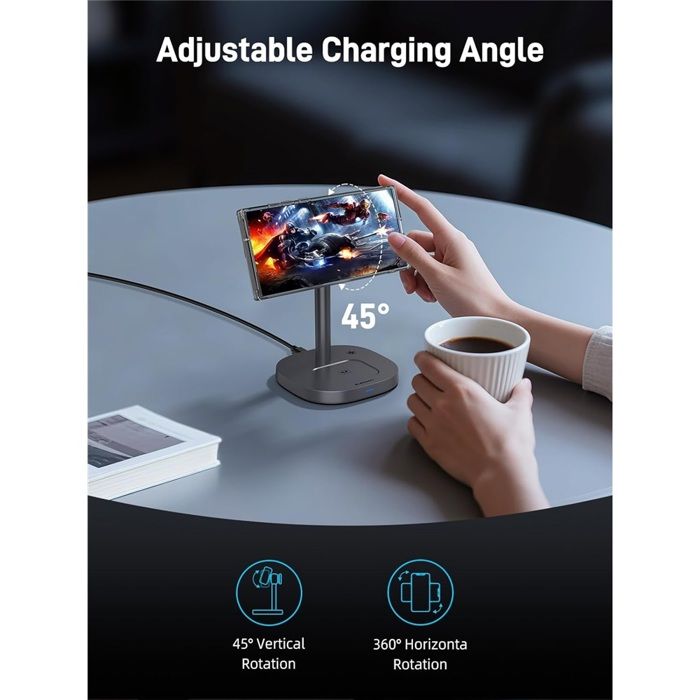 Adjustable Charging Angle
45°
45° Vertical
Rotation
360° Horizonta
Rotation